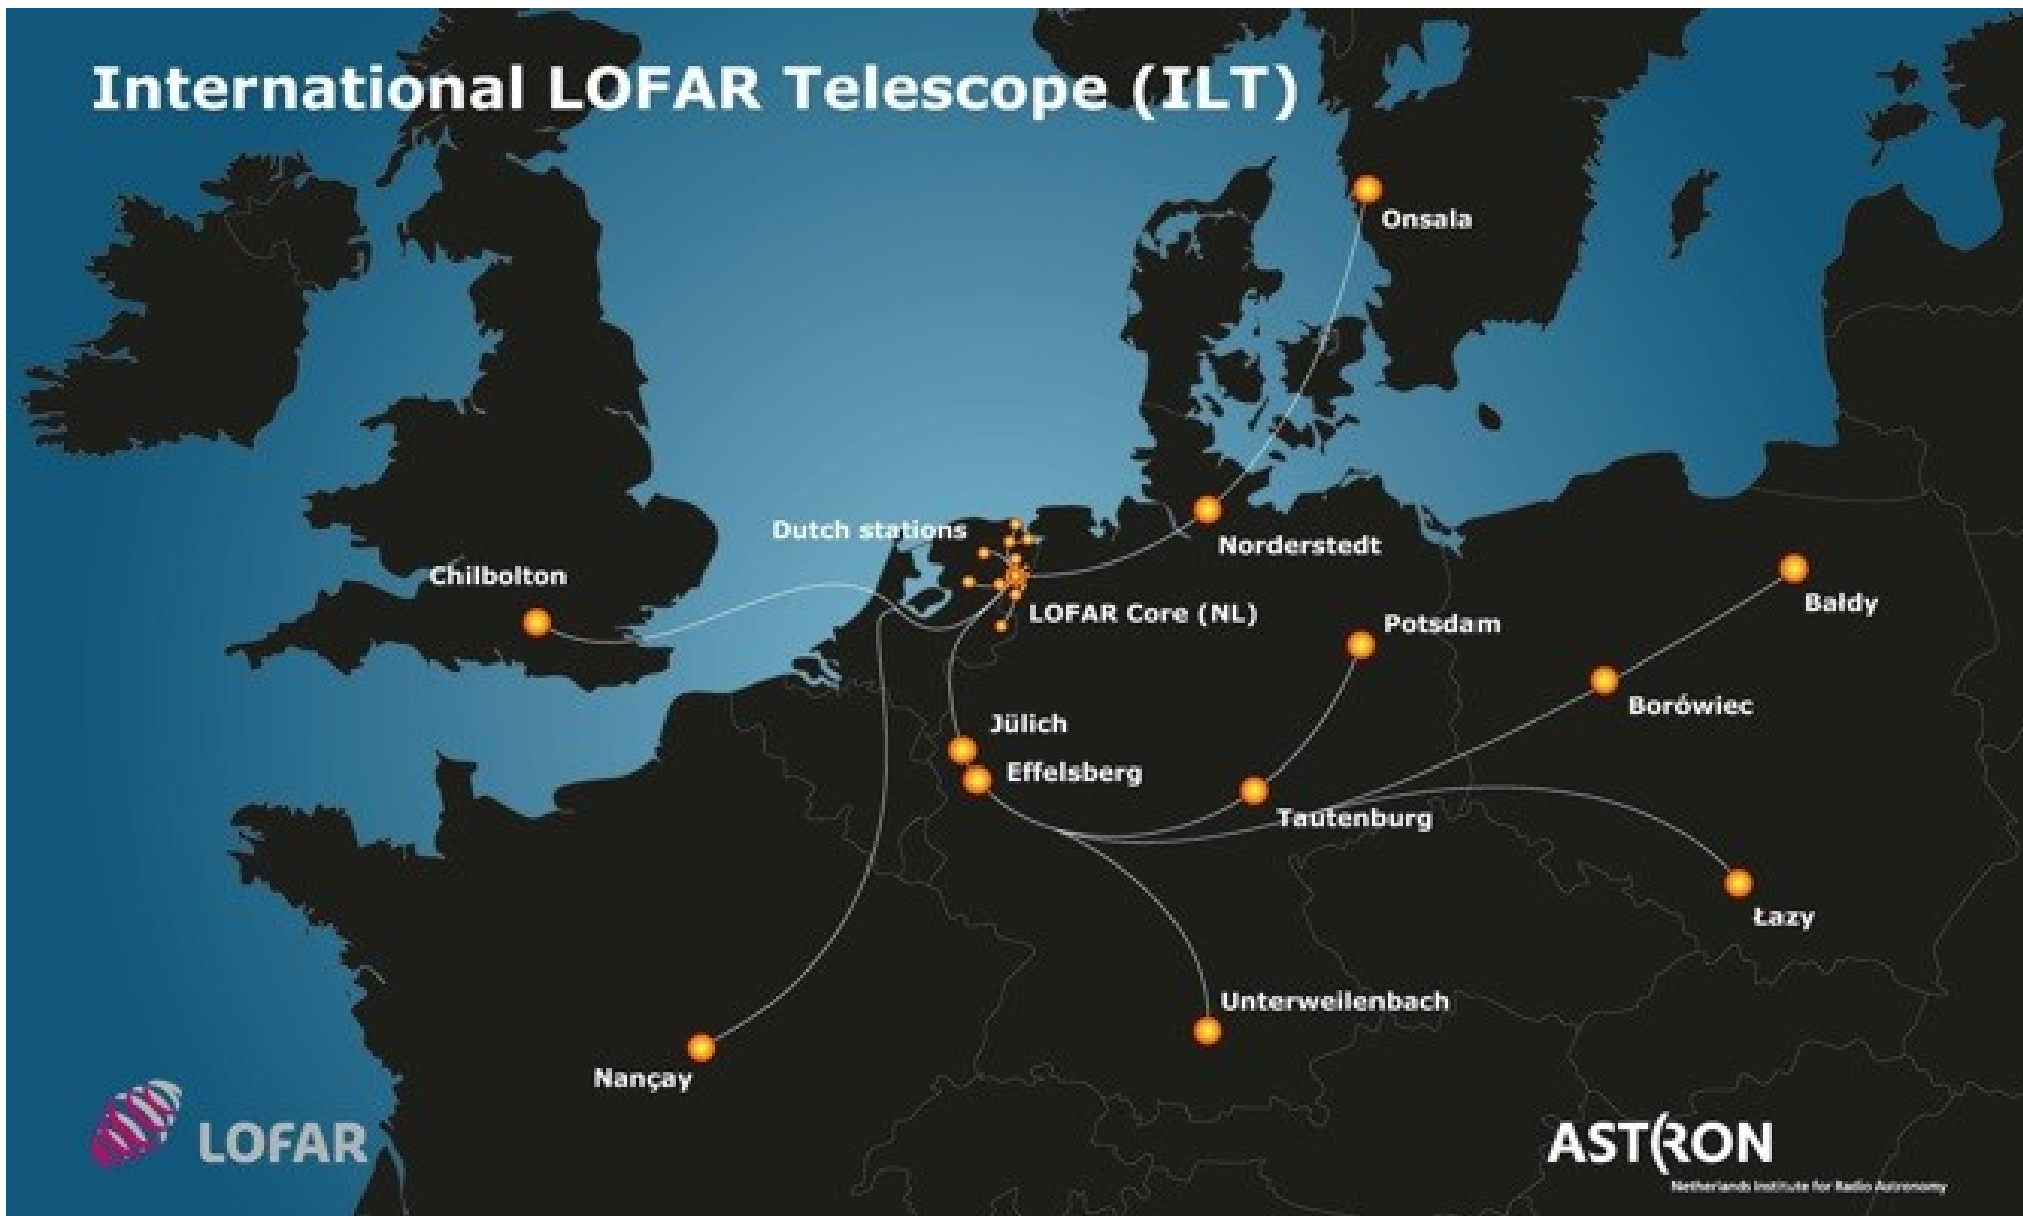 International LOFAR Telescope (ILT)
Onsala
Dutch stations
Norderstedt
Chilbolton
LOFAR Core (NL)
Bałdy
Potsdam
Borówiec
Jülich
Effelsberg
Tautenburg
Łazy
Unterweilenbach
Nançay
LOFAR
ASTRON
Netherlands Institute for Radio Astronomy